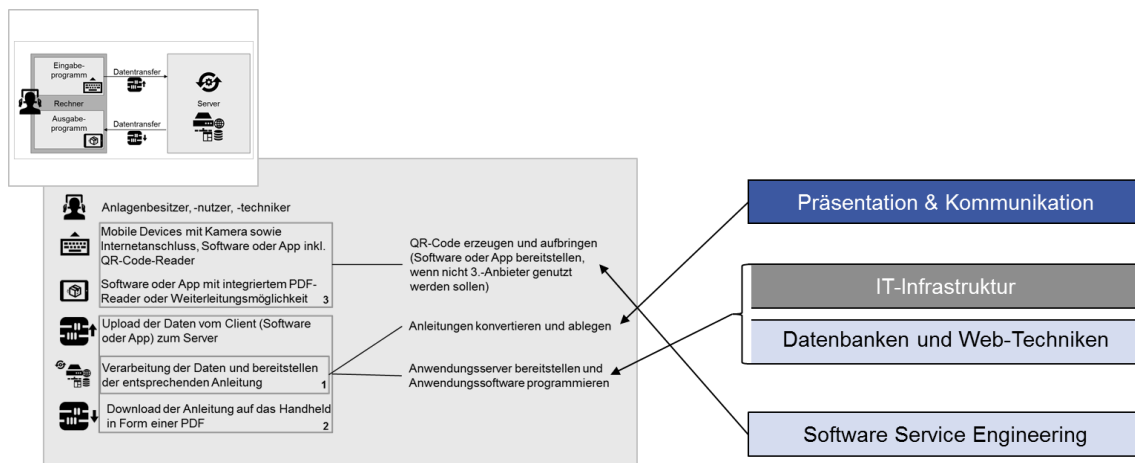 Eingabe-
programm
Datentransfer
Rechner
Server
Ausgabe-
programm
Datentransfer
Anlagenbesitzer, -nutzer, -techniker
Mobile Devices mit Kamera sowie
Internetanschluss, Software oder App inkl.
QR-Code-Reader
Software oder App mit integriertem PDF-
Reader oder Weiterleitungsmöglichkeit 3
Upload der Daten vom Client (Software
oder App) zum Server
Verarbeitung der Daten und bereitstellen
der entsprechenden Anleitung 1
Download der Anleitung auf das Handheld
in Form einer PDF 2
QR-Code erzeugen und aufbringen
(Software oder App bereitstellen,
wenn nicht 3.-Anbieter genutzt
werden sollen)
Anleitungen konvertieren und ablegen
Anwendungsserver bereitstellen und
Anwendungssoftware programmieren
Präsentation & Kommunikation
IT-Infrastruktur
Datenbanken und Web-Techniken
Software Service Engineering